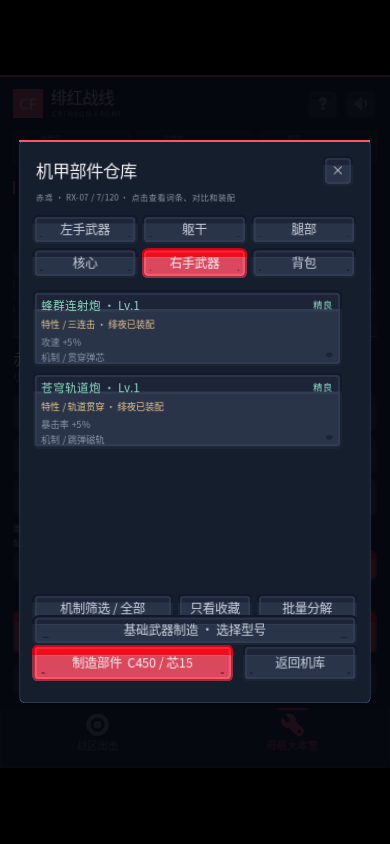 CF
绯红战线
?
机甲部件仓库
×
赤鸢 · RX-07 / 7/120 · 点击查看词条、对比和装配
左手武器
躯干
腿部
核心
右手武器
背包
蜂群连射炮 · Lv.1
精良
特性 / 三连击 · 绯夜已装配
攻速 +5%
机制 / 贯穿弹芯
苍穹轨道炮 · Lv.1
精良
特性 / 轨道贯穿 · 绯夜已装配
暴击率 +5%
机制 / 跳弹磁轨
机制筛选 / 全部
只看收藏
批量分解
基础武器制造 · 选择型号
制造部件 C450 / 芯15
返回机库